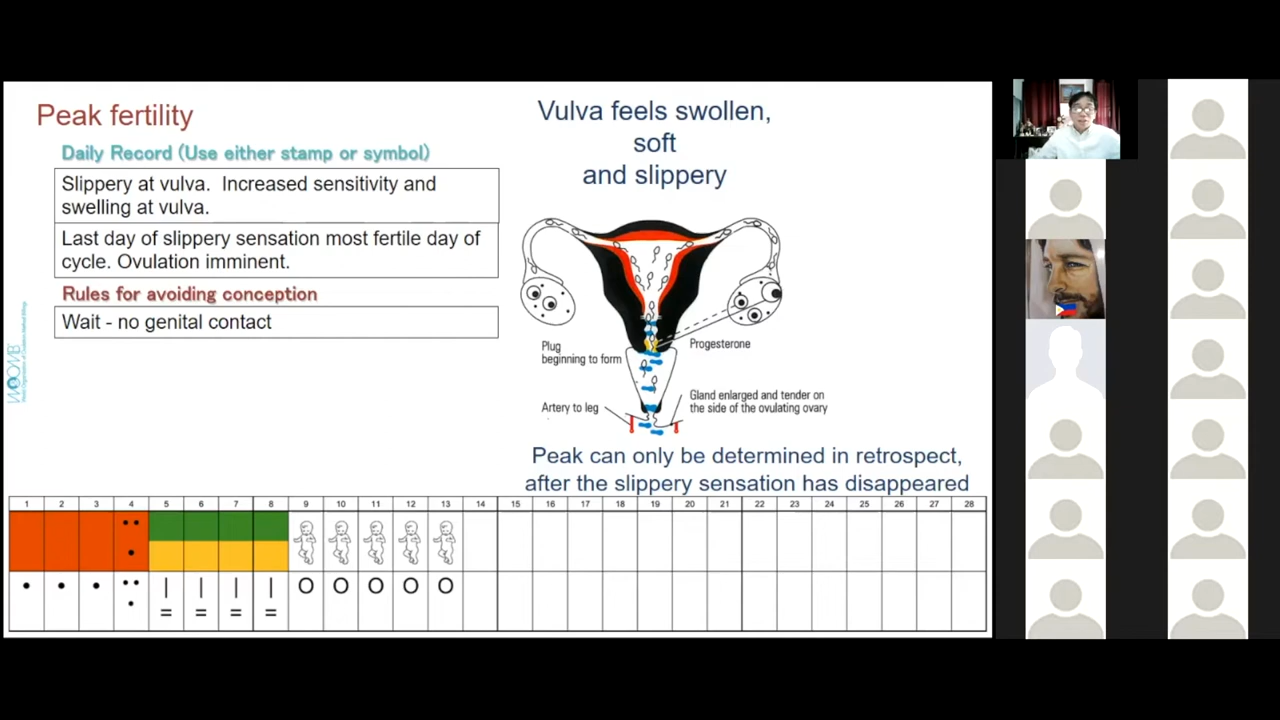 Peak fertility
Daily Record (Use either stamp or symbol)
Slippery at vulva. Increased sensitivity and
swelling at vulva.
Last day of slippery sensation most fertile day of
cycle. Ovulation imminent.
Rules for avoiding conception
Wait - no genital contact
WOOMB
Vulva feels swollen,
soft
and slippery
Plug
beginning to form
Progesterone
Artery to leg
Gland enlarged and tender on
the side of the ovulating ovary
Peak can only be determined in retrospect,
after the slippery sensation has disappeared
1 2 3 4 5 6 7 8 9 10 11 12 13 14 15 16 17 18 19 20 21 22 23 24 25 26 27 28
| | | | O O O O O
= = = =